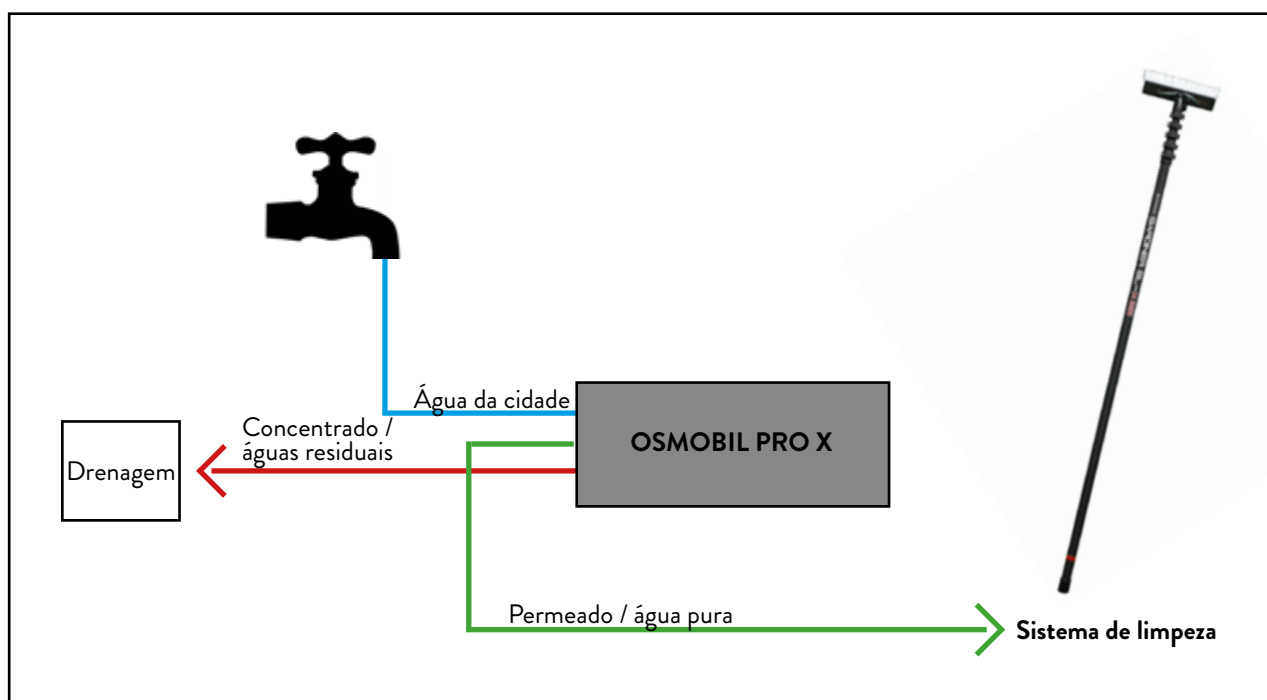 Água da cidade
Concentrado /
águas residuais
Drenagem
OSMOBIL PRO X
Permeado / água pura
Sistema de limpeza